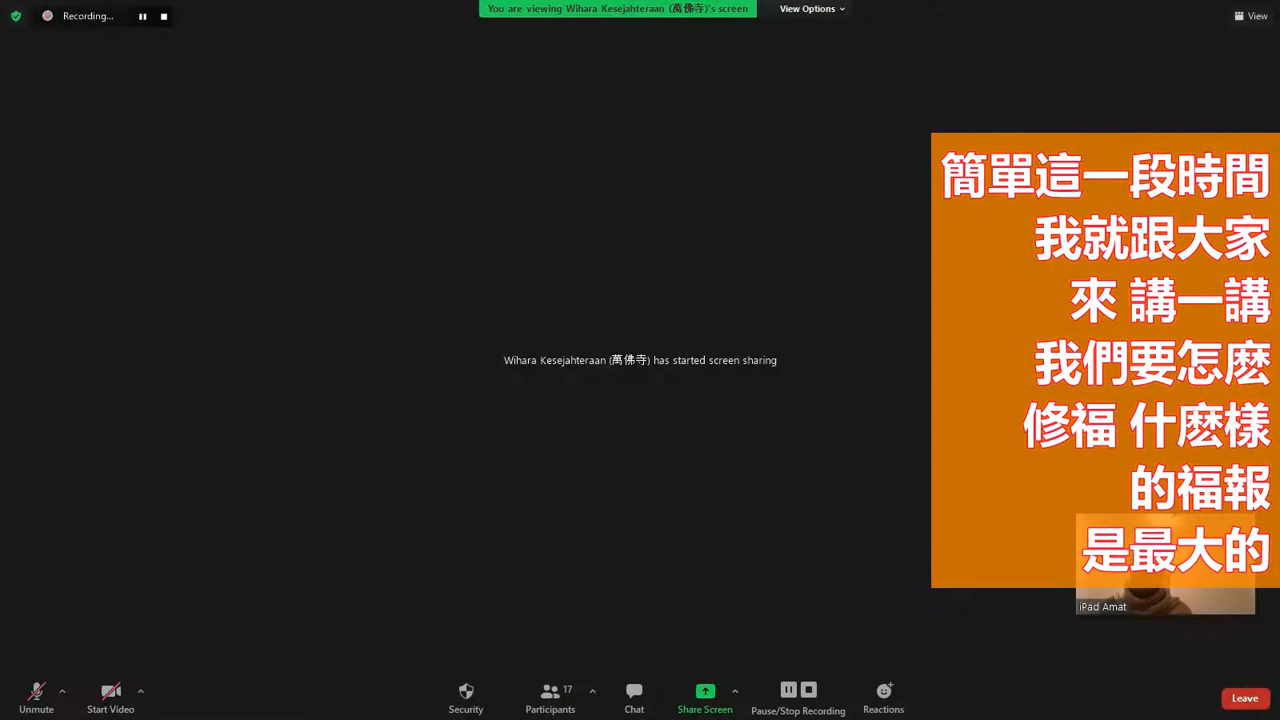 Recording...
You are viewing Wihara Kesejahteraan (萬佛寺)'s screen
View Options
View
簡單這一段時間
我就跟大家
來 講一講
我們要怎麽
修福 什麽樣
的福報
是最大的
Wihara Kesejahteraan (萬佛寺) has started screen sharing
iPad Amat
Unmute
Start Video
Security
Participants
17
Chat
Share Screen
Pause/Stop Recording
Reactions
Leave